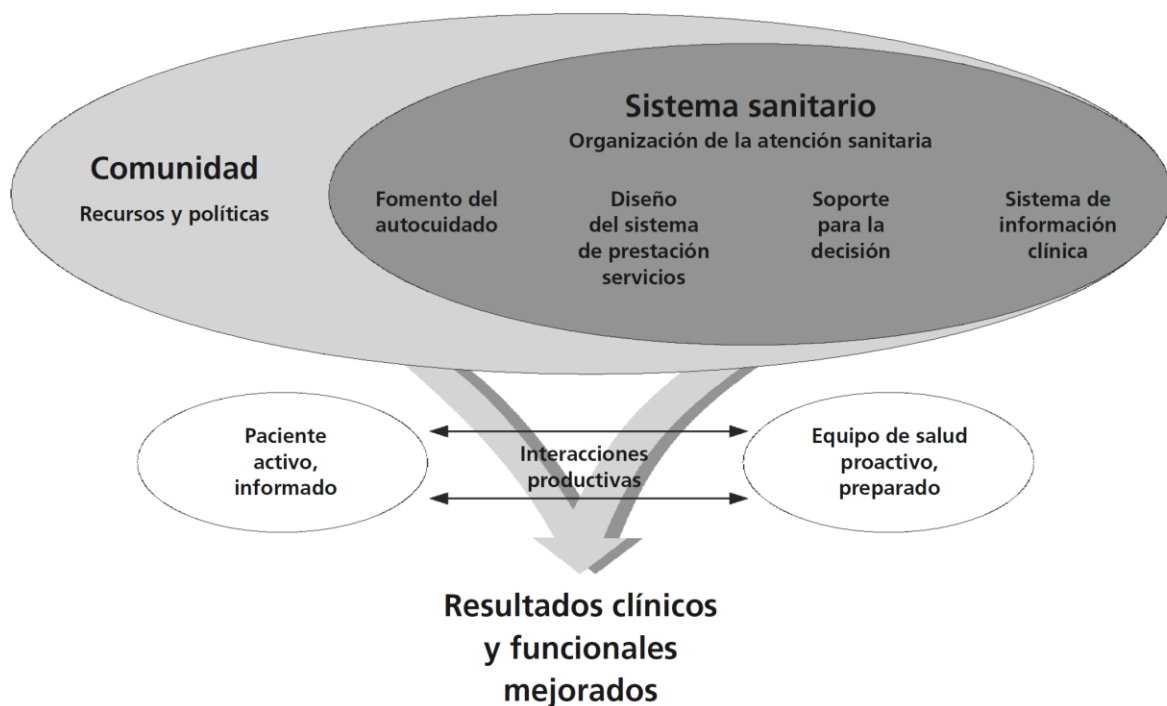 Sistema sanitario
Organización de la atención sanitaria
Comunidad
Recursos y políticas
Fomento del
autocuidado
Diseño
del sistema
de prestación
servicios
Soporte
para la
decisión
Sistema de
información
clínica
Paciente
activo,
informado
Interacciones
productivas
Equipo de salud
proactivo,
preparado
Resultados clínicos
y funcionales
mejorados